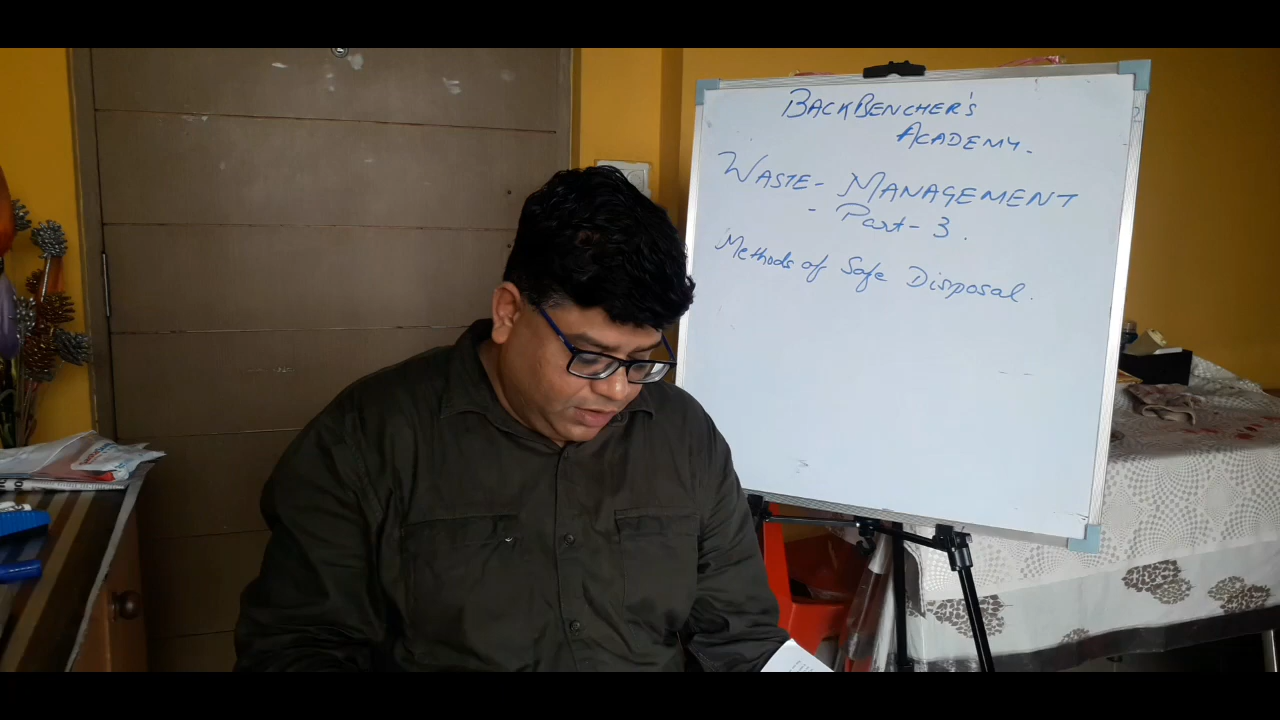 BACKBENCHER'S
ACADEMY.
WASTE- MANAGEMENT
- Part- 3.
Methods of Safe Disposal.